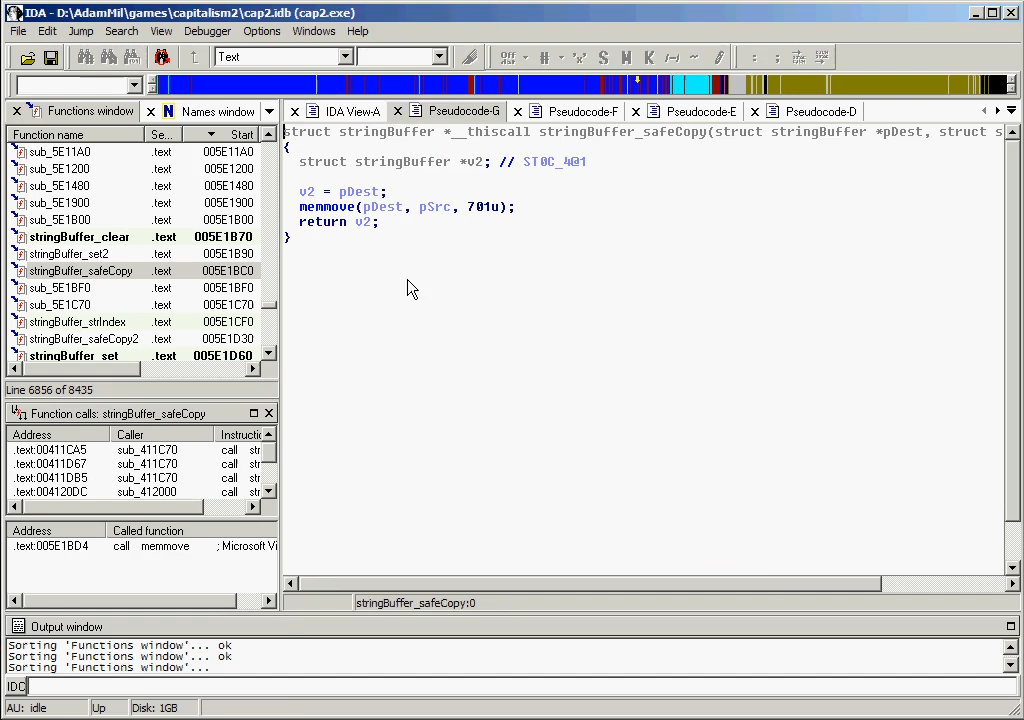 IDA - D:\AdamMil\games\capitalism2\cap2.idb (cap2.exe)
File Edit Jump Search View Debugger Options Windows Help
Text
Functions window Names window
IDA View-A Pseudocode-G Pseudocode-F Pseudocode-E Pseudocode-D
Function name Se... Start
sub_5E11A0 .text 005E11A0
sub_5E1200 .text 005E1200
sub_5E1480 .text 005E1480
sub_5E1900 .text 005E1900
sub_5E1B00 .text 005E1B00
stringBuffer_clear .text 005E1B70
stringBuffer_set2 .text 005E1B90
stringBuffer_safeCopy .text 005E1BC0
sub_5E1BF0 .text 005E1BF0
sub_5E1C70 .text 005E1C70
stringBuffer_strIndex .text 005E1CF0
stringBuffer_safeCopy2 .text 005E1D30
stringBuffer_set .text 005E1D60
Line 6856 of 8435
Function calls: stringBuffer_safeCopy
Address Caller Instructic
.text:00411CA5 sub_411C70 call str
.text:00411D67 sub_411C70 call str
.text:00411DB5 sub_411C70 call str
.text:004120DC sub_412000 call str
Address Called function
.text:005E1BD4 call memmove ; Microsoft Vi
struct stringBuffer *__thiscall stringBuffer_safeCopy(struct stringBuffer *pDest, struct s
{
struct stringBuffer *v2; // ST0C_4@1
v2 = pDest;
memmove(pDest, pSrc, 701u);
return v2;
}
stringBuffer_safeCopy:0
Output window
Sorting 'Functions window'... ok
Sorting 'Functions window'... ok
Sorting 'Functions window'...
IDC
AU: idle Up Disk: 1GB